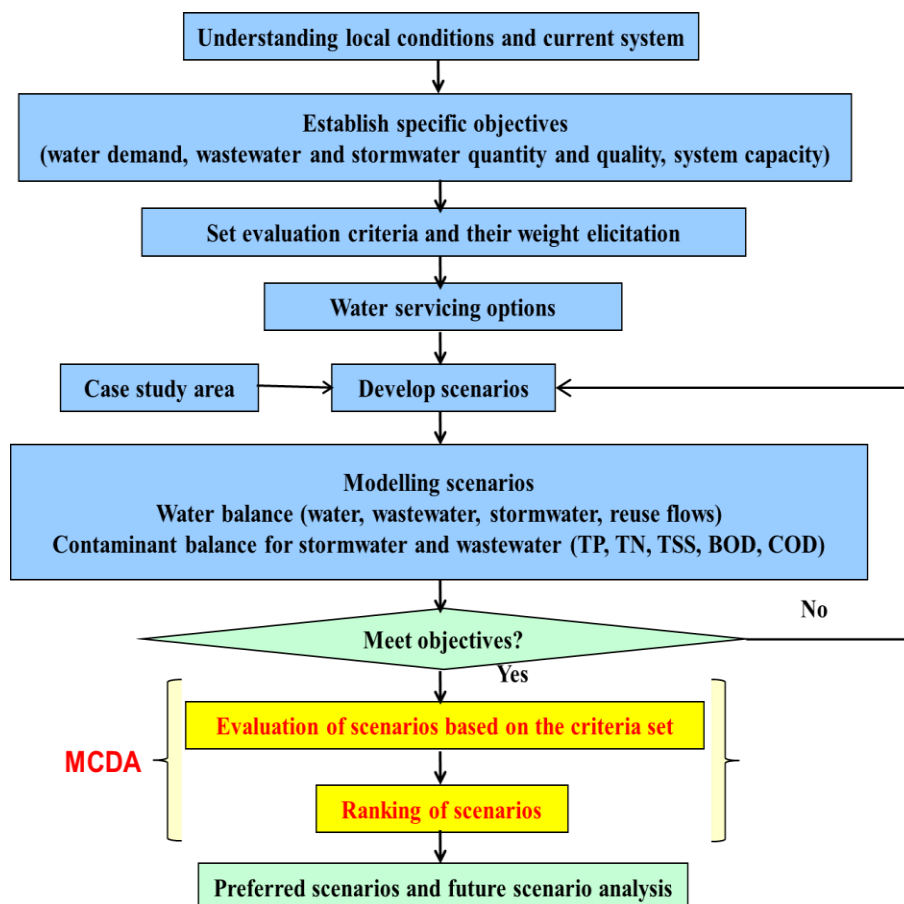 Understanding local conditions and current system
Establish specific objectives
(water demand, wastewater and stormwater quantity and quality, system capacity)
Set evaluation criteria and their weight elicitation
Water servicing options
Case study area
Develop scenarios
Modelling scenarios
Water balance (water, wastewater, stormwater, reuse flows)
Contaminant balance for stormwater and wastewater (TP, TN, TSS, BOD, COD)
No
Meet objectives?
Yes
Evaluation of scenarios based on the criteria set
MCDA
Ranking of scenarios
Preferred scenarios and future scenario analysis